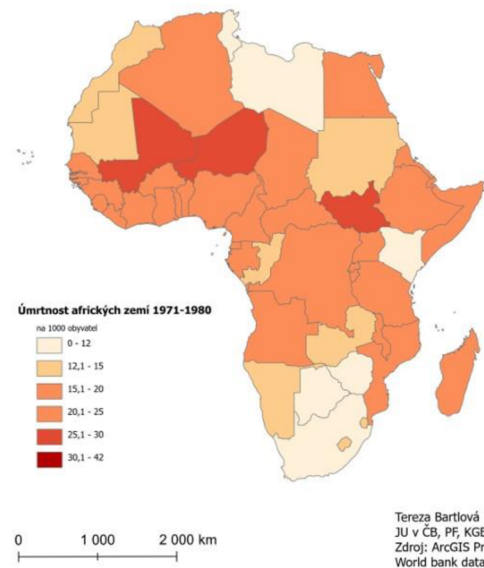 Úmrtnost afrických zemí 1971-1980
na 1000 obyvatel
0 - 12
12,1 - 15
15,1 - 20
20,1 - 25
25,1 - 30
30,1 - 42
0 1 000 2 000 km
Tereza Bartlová
JU v ČB, PF, KGE
Zdroj: ArcGIS Pr
World bank data